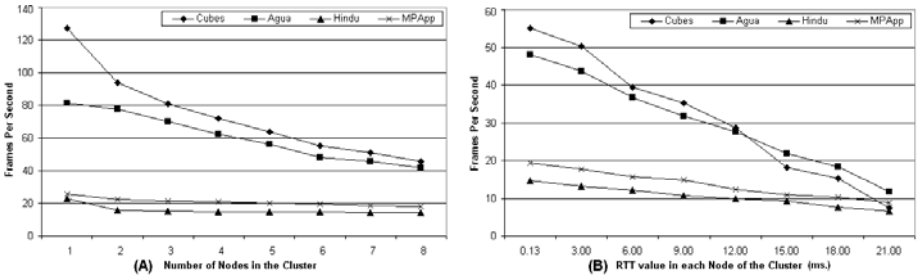 140
120
100
80
60
40
20
0
Frames Per Second
Cubes Agua Hindu MPApp
1 2 3 4 5 6 7 8
(A) Number of Nodes in the Cluster
60
50
40
30
20
10
0
Frames Per Second
Cubes Agua Hindu MPApp
0.13 3.00 6.00 9.00 12.00 15.00 18.00 21.00
(B) RTT value in each Node of the Cluster (ms.)